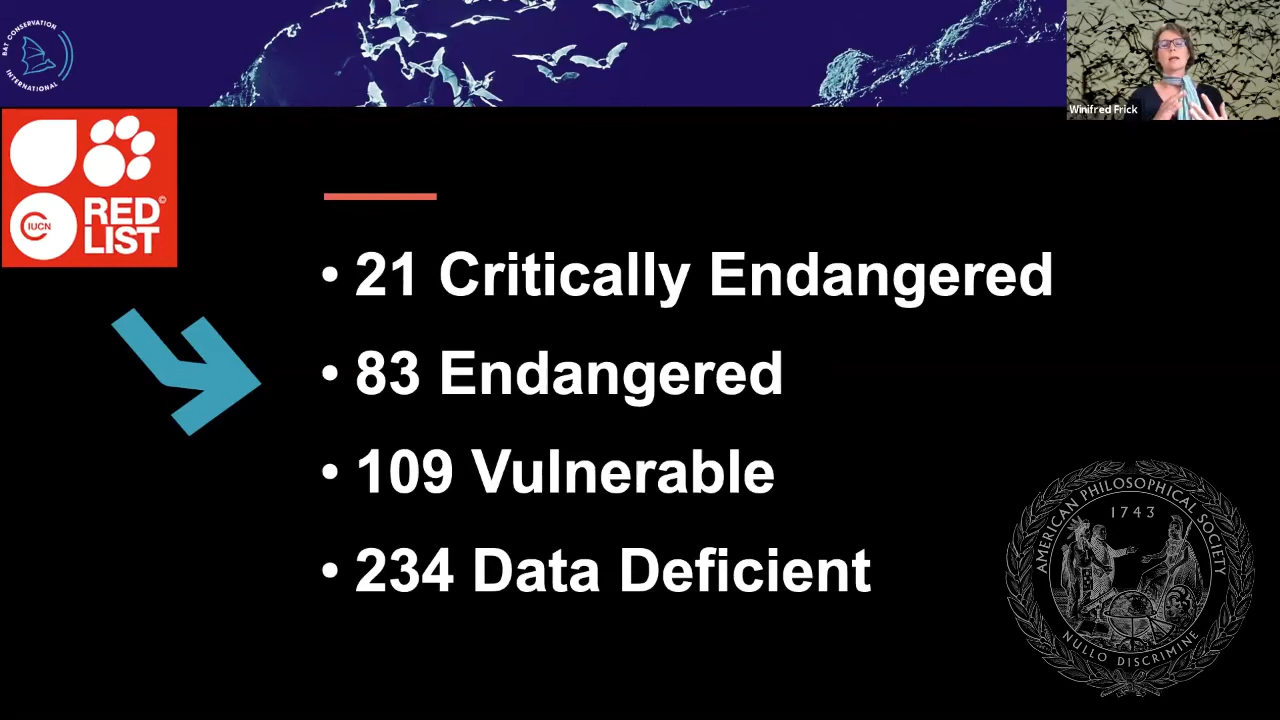 BAT CONSERVATION
INTERNATIONAL
Winifred Frick
IUCN
RED
LIST
©
• 21 Critically Endangered
• 83 Endangered
• 109 Vulnerable
• 234 Data Deficient
AMERICAN PHILOSOPHICAL SOCIETY
1743
NULLO DISCRIMINE